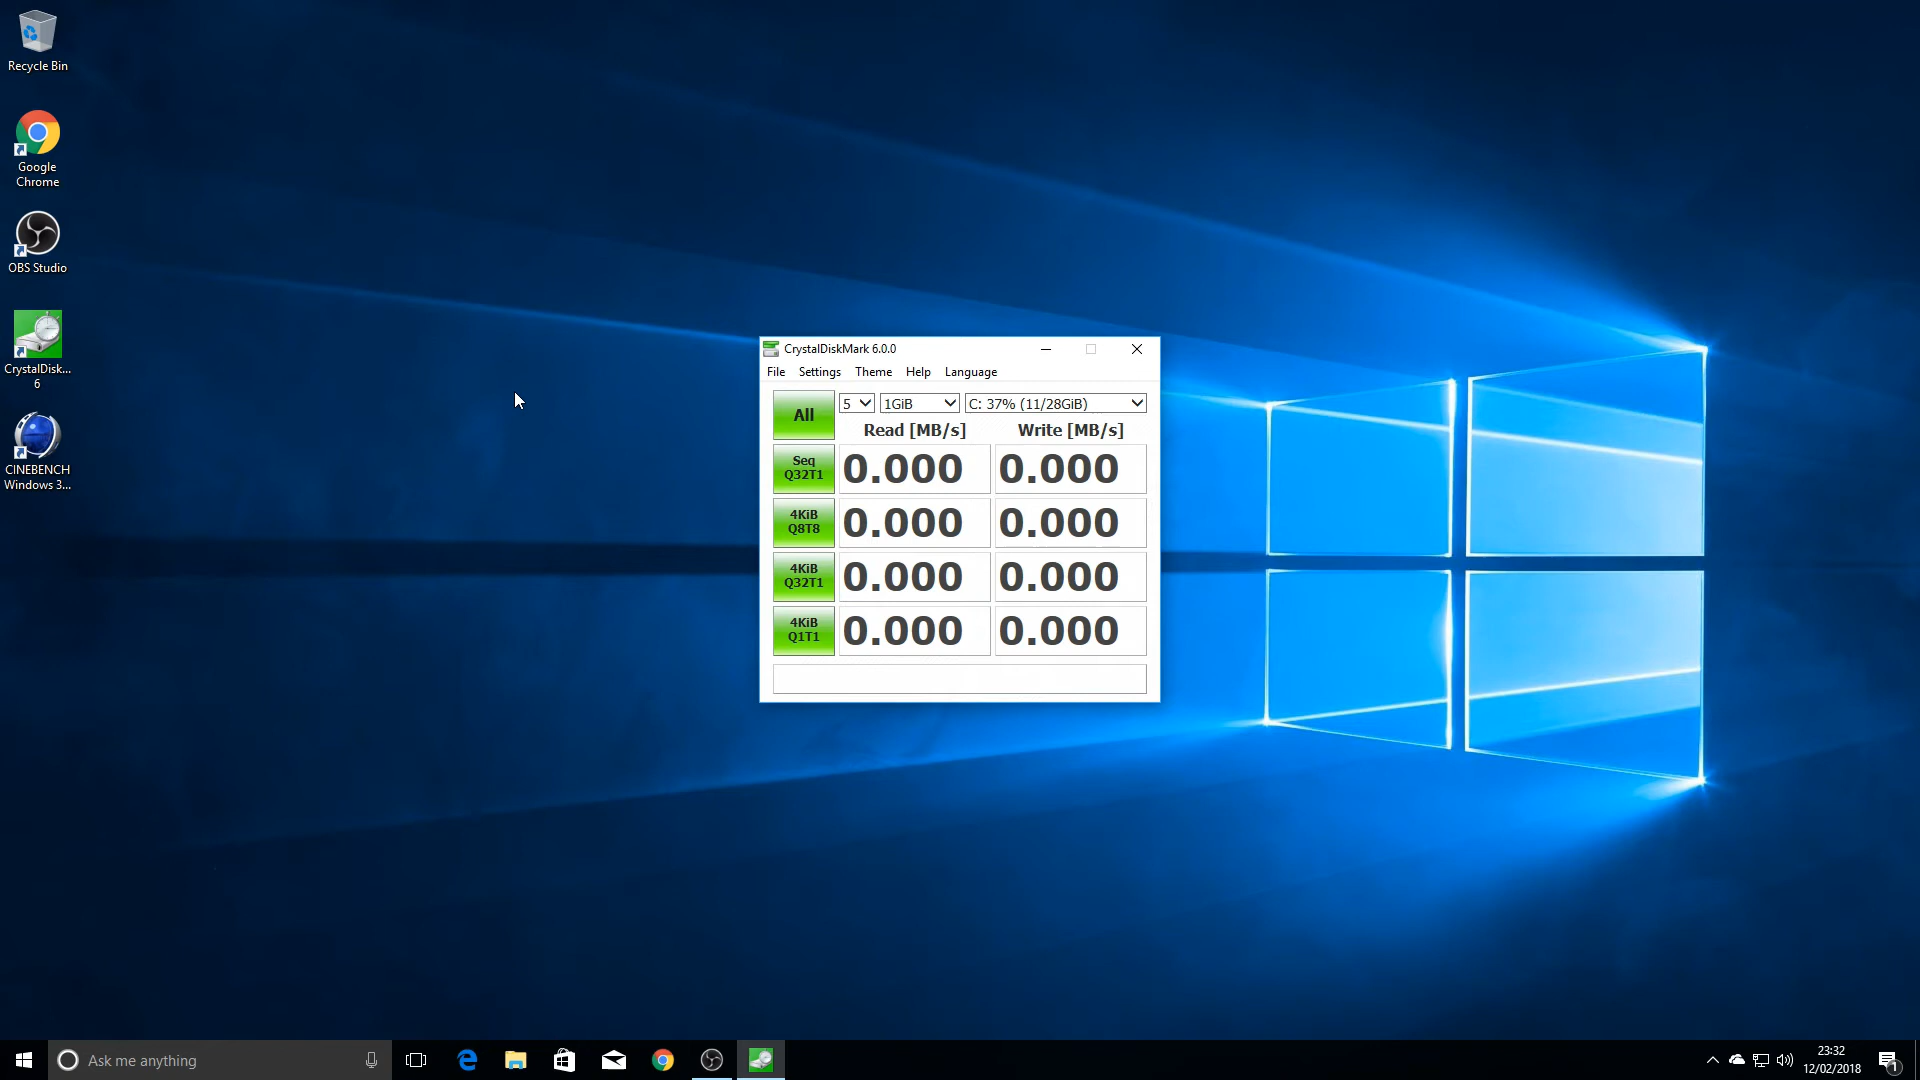 Recycle Bin
Google
Chrome
OBS Studio
CrystalDisk...
6
CINEBENCH
Windows 3...
CrystalDiskMark 6.0.0
File Settings Theme Help Language
All 5 1GiB C: 37% (11/28GiB)
Read [MB/s] Write [MB/s]
Seq
Q32T1 0.000 0.000
4KiB
Q8T8 0.000 0.000
4KiB
Q32T1 0.000 0.000
4KiB
Q1T1 0.000 0.000
Ask me anything
23:32
12/02/2018
1